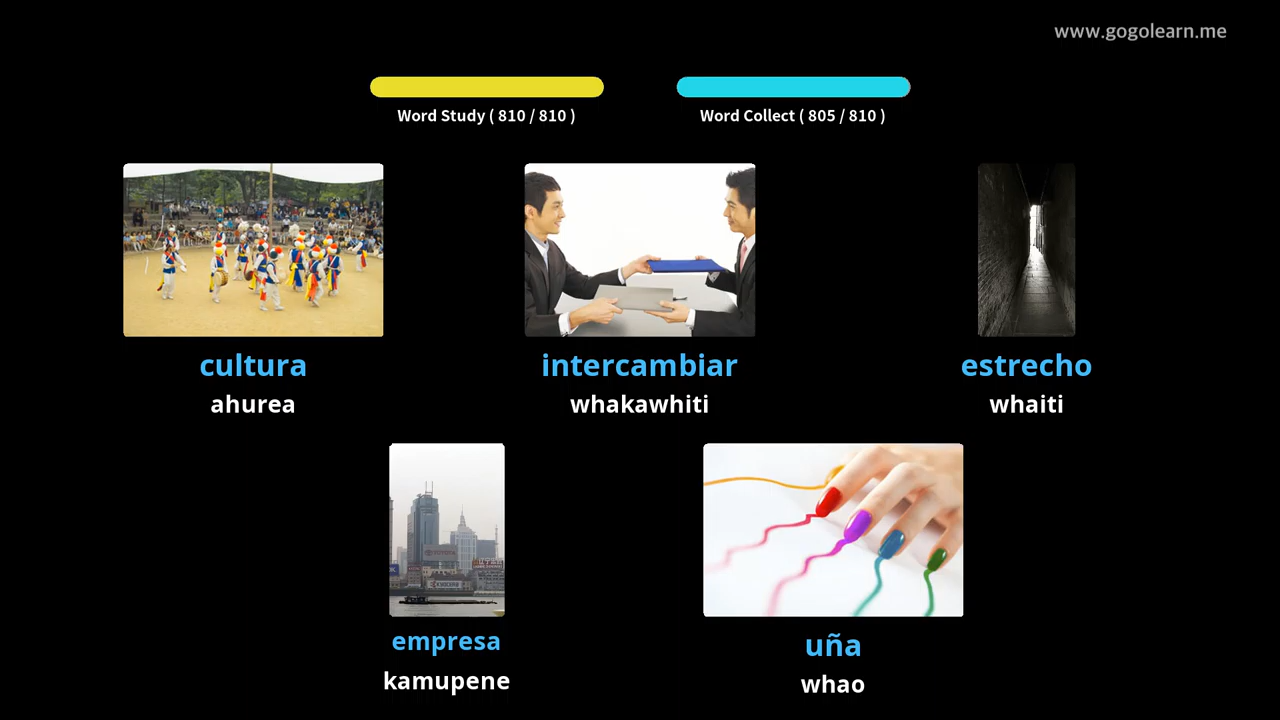 www.gogolearn.me
Word Study ( 810 / 810 )
Word Collect ( 805 / 810 )
cultura
ahurea
intercambiar
whakawhiti
estrecho
whaiti
TOYOTA
empresa
kamupene
uña
whao